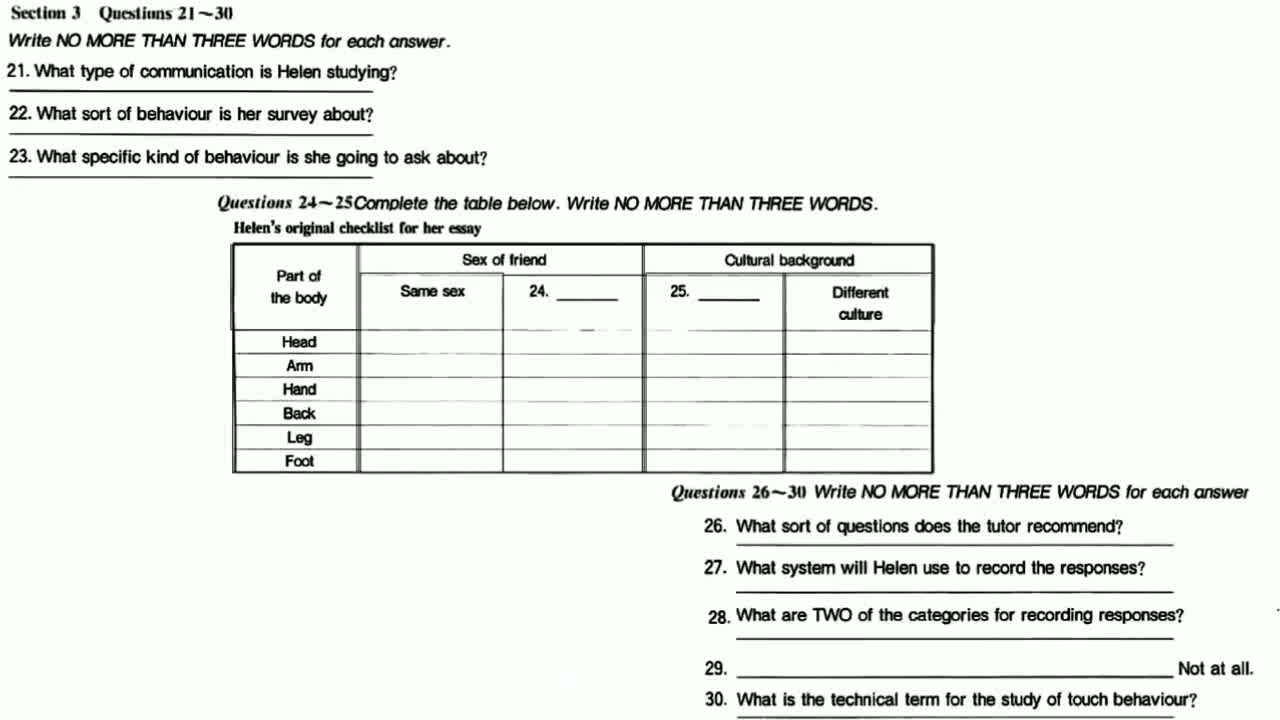 Section 3 Questions 21~30
Write NO MORE THAN THREE WORDS for each answer.
21. What type of communication is Helen studying?
22. What sort of behaviour is her survey about?
23. What specific kind of behaviour is she going to ask about?
Questions 24~25 Complete the table below. Write NO MORE THAN THREE WORDS.
Helen's original checklist for her essay
Part of
the body
Sex of friend
Cultural background
Same sex
24. ______
25. ______
Different
culture
Head
Arm
Hand
Back
Leg
Foot
Questions 26~30 Write NO MORE THAN THREE WORDS for each answer
26. What sort of questions does the tutor recommend?
27. What system will Helen use to record the responses?
28. What are TWO of the categories for recording responses?
29. ______ Not at all.
30. What is the technical term for the study of touch behaviour?